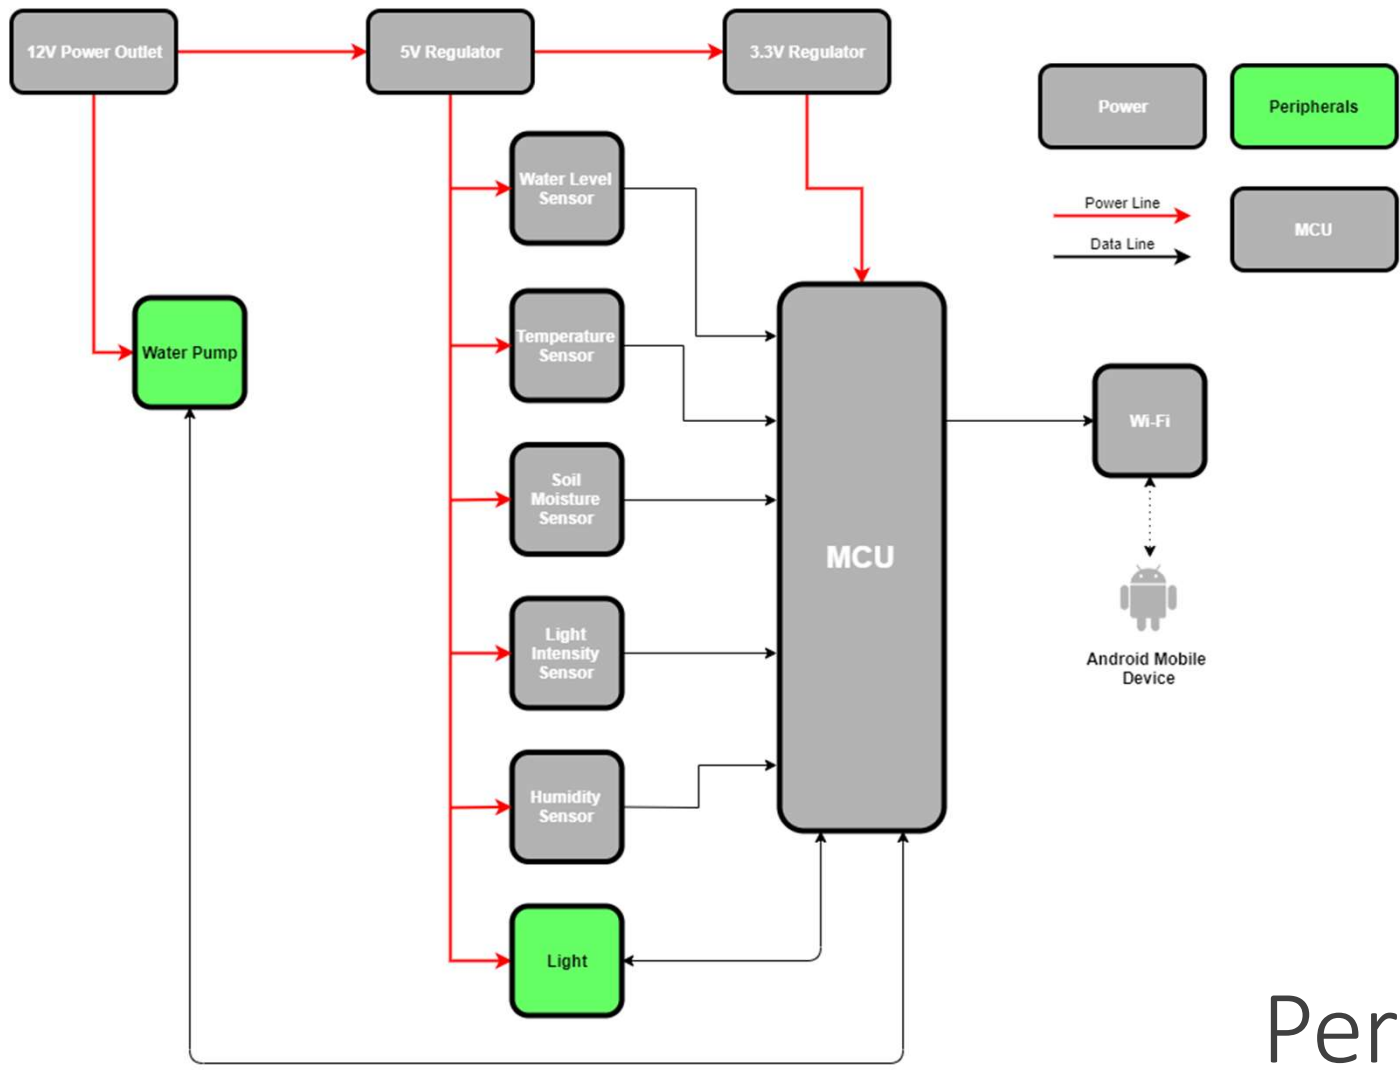 12V Power Outlet
5V Regulator
3.3V Regulator
Power
Peripherals
Power Line
Data Line
MCU
Water Level
Sensor
Temperature
Sensor
Water Pump
Soil
Moisture
Sensor
MCU
Wi-Fi
Light
Intensity
Sensor
Android Mobile
Device
Humidity
Sensor
Light
Per